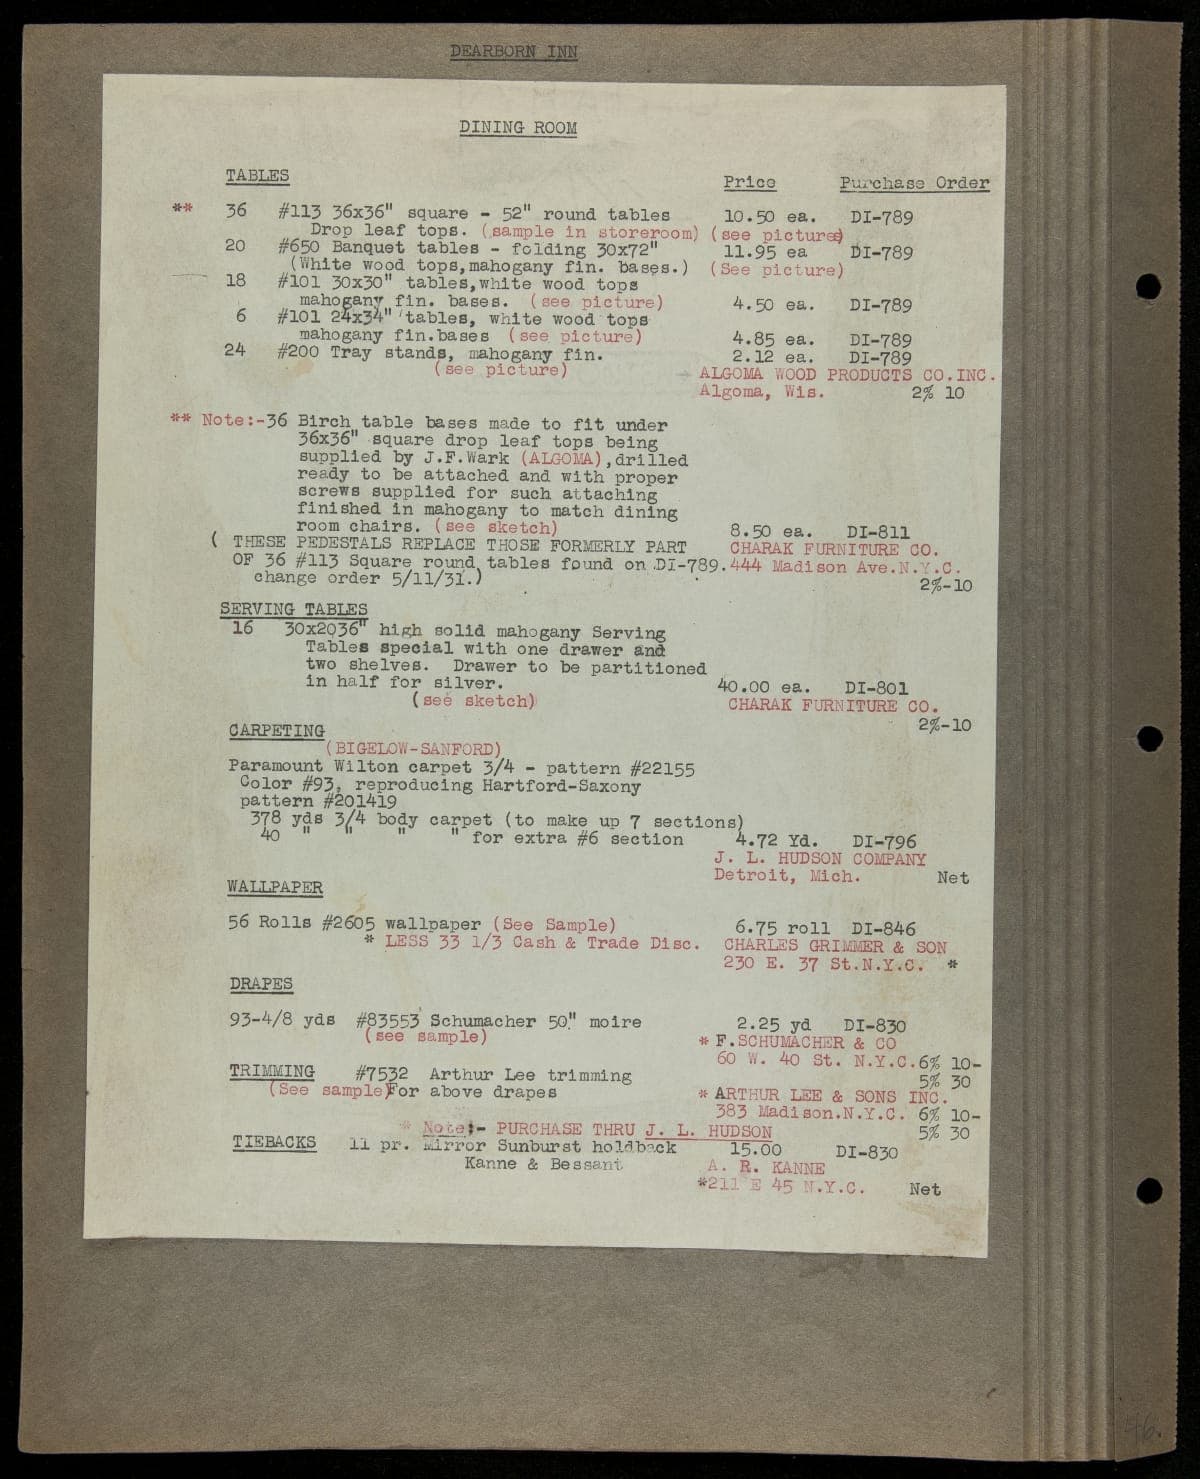 DEARBORN INN
DINING ROOM
TABLES Price Purchase Order
** 36 #113 36x36" square - 52" round tables 10.50 ea. DI-789
Drop leaf tops. (sample in storeroom) (see picture)
20 #650 Banquet tables - folding 30x72" 11.95 ea DI-789
(White wood tops,mahogany fin. bases.) (See picture)
18 #101 30x30" tables,white wood tops
mahogany fin. bases. (see picture) 4.50 ea. DI-789
6 #101 24x34" tables, white wood tops
mahogany fin.bases (see picture) 4.85 ea. DI-789
24 #200 Tray stands, mahogany fin. 2.12 ea. DI-789
(see picture) ALGOMA WOOD PRODUCTS CO.INC.
Algoma, Wis. 2% 10
** Note:-36 Birch table bases made to fit under
36x36" square drop leaf tops being
supplied by J.F.Wark (ALGOMA),drilled
ready to be attached and with proper
screws supplied for such attaching
finished in mahogany to match dining
room chairs. (see sketch) 8.50 ea. DI-811
( THESE PEDESTALS REPLACE THOSE FORMERLY PART CHARAK FURNITURE CO.
OF 36 #113 Square round tables found on DI-789. 444 Madison Ave.N.Y.C.
change order 5/11/31.) 2%-10
SERVING TABLES
16 30x2036" high solid mahogany Serving
Tables special with one drawer and
two shelves. Drawer to be partitioned
in half for silver. 40.00 ea. DI-801
(see sketch) CHARAK FURNITURE CO.
2%-10
CARPETING
(BIGELOW-SANFORD)
Paramount Wilton carpet 3/4 - pattern #22155
Color #93, reproducing Hartford-Saxony
pattern #201419
378 yds 3/4 body carpet (to make up 7 sections)
40 " " " " for extra #6 section 4.72 Yd. DI-796
J. L. HUDSON COMPANY
Detroit, Mich. Net
WALLPAPER
56 Rolls #2605 wallpaper (See Sample) 6.75 roll DI-846
* LESS 33 1/3 Cash & Trade Disc. CHARLES GRIMMER & SON
230 E. 37 St.N.Y.C. *
DRAPES
93-4/8 yds #83553 Schumacher 50" moire 2.25 yd DI-830
(see sample) * F.SCHUMACHER & CO
60 W. 40 St. N.Y.C.6% 10-
TRIMMING #7532 Arthur Lee trimming 5% 30
(See sample)For above drapes * ARTHUR LEE & SONS INC.
383 Madison.N.Y.C. 6% 10-
* Note:- PURCHASE THRU J. L. HUDSON 5% 30
TIEBACKS 11 pr. Mirror Sunburst holdback 15.00 DI-830
Kanne & Bessant A. R. KANNE
*211 E 45 N.Y.C. Net
46.